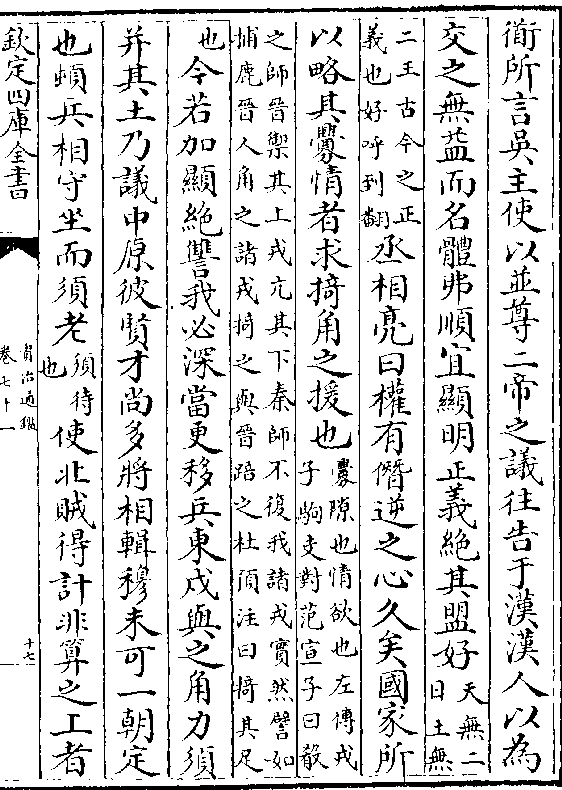 衜所言吳主使以並尊二帝之議往告于漢漢人以為
交之無益而名體弗順宜顯明正義絶其盟好天無二日土無
二王古今之正義也好呼到翻丞相亮曰權有僭逆之心久矣國家所
以略其釁情者求掎角之援也釁隙也情欲也左傳戎子駒支對范宣子曰殽
之師晉禦其上戎亢其下秦師不復我諸戎實然譬如捕鹿晉人角之諸戎掎之與晉踣之杜預注曰掎其足
也今若加顯絶讐我必深當更移兵東戍與之角力須
并其土乃議中原彼賢才尚多將相輯穆未可一朝定
也頓兵相守坐而須老須待也使北賊得計非算之上者
欽定四庫全書
資治通鑑
卷七十一
十七